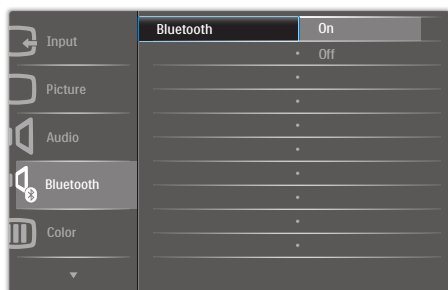 Bluetooth On
Input
Off
Picture
Audio
Bluetooth
Color